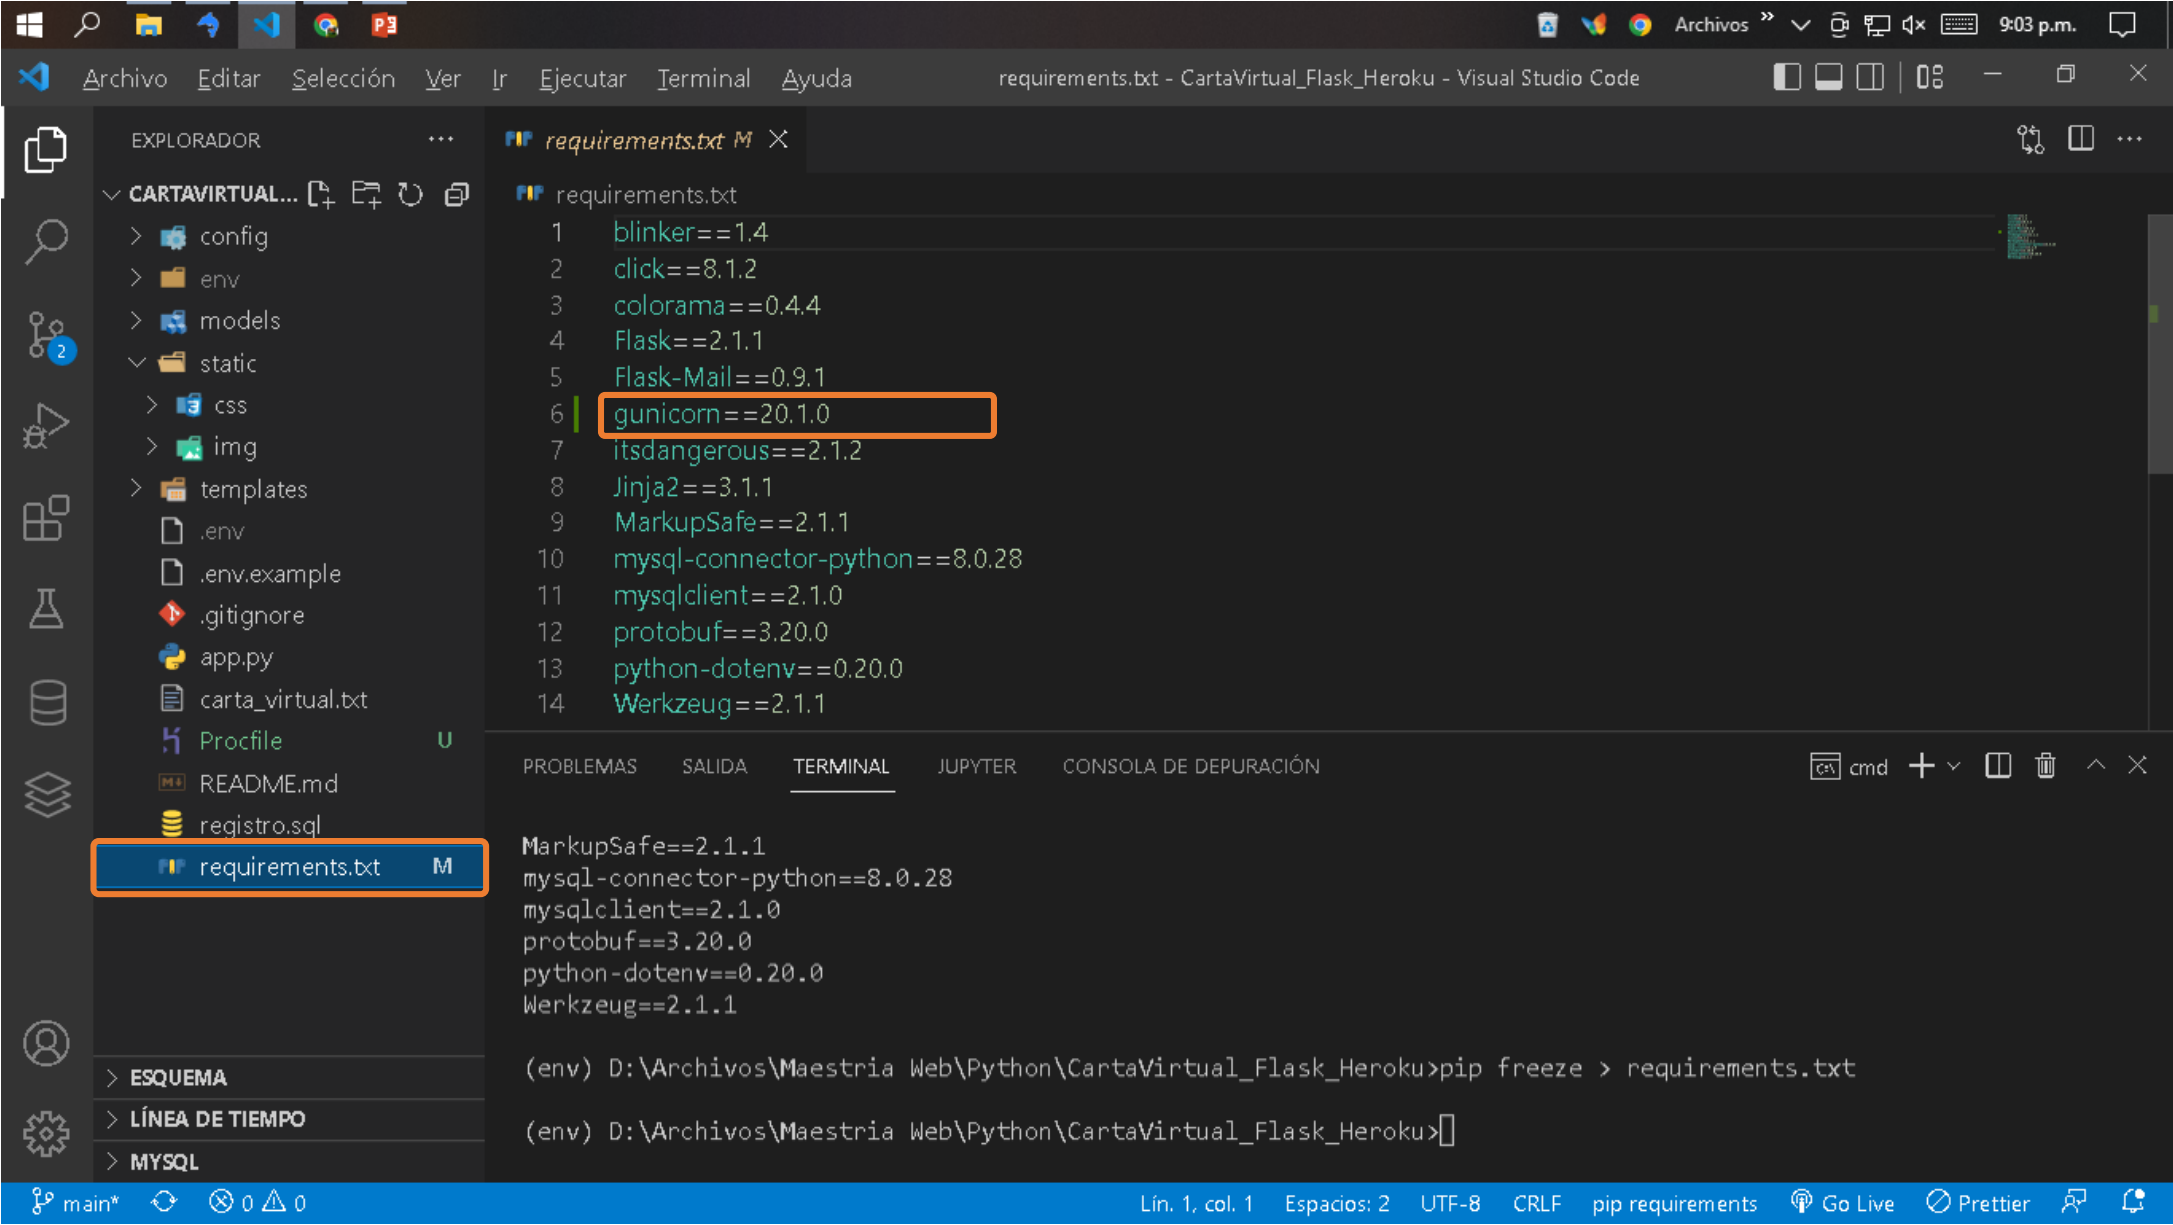 Archivos » 9:03 p.m.
Archivo Editar Selección Ver Ir Ejecutar Terminal Ayuda requirements.txt - CartaVirtual_Flask_Heroku - Visual Studio Code
EXPLORADOR ···
CARTAVIRTUAL...
config
env
models
static
css
img
templates
.env
.env.example
.gitignore
app.py
carta_virtual.txt
Procfile U
README.md
registro.sql
requirements.txt M
ESQUEMA
LÍNEA DE TIEMPO
MYSQL
2
requirements.txt M
requirements.txt
1 blinker==1.4
2 click==8.1.2
3 colorama==0.4.4
4 Flask==2.1.1
5 Flask-Mail==0.9.1
6 gunicorn==20.1.0
7 itsdangerous==2.1.2
8 Jinja2==3.1.1
9 MarkupSafe==2.1.1
10 mysql-connector-python==8.0.28
11 mysqlclient==2.1.0
12 protobuf==3.20.0
13 python-dotenv==0.20.0
14 Werkzeug==2.1.1
PROBLEMAS SALIDA TERMINAL JUPYTER CONSOLA DE DEPURACIÓN cmd
MarkupSafe==2.1.1
mysql-connector-python==8.0.28
mysqlclient==2.1.0
protobuf==3.20.0
python-dotenv==0.20.0
Werkzeug==2.1.1
(env) D:\Archivos\Maestria Web\Python\CartaVirtual_Flask_Heroku>pip freeze > requirements.txt
(env) D:\Archivos\Maestria Web\Python\CartaVirtual_Flask_Heroku>
main* 0 0 Lín. 1, col. 1 Espacios: 2 UTF-8 CRLF pip requirements Go Live Prettier